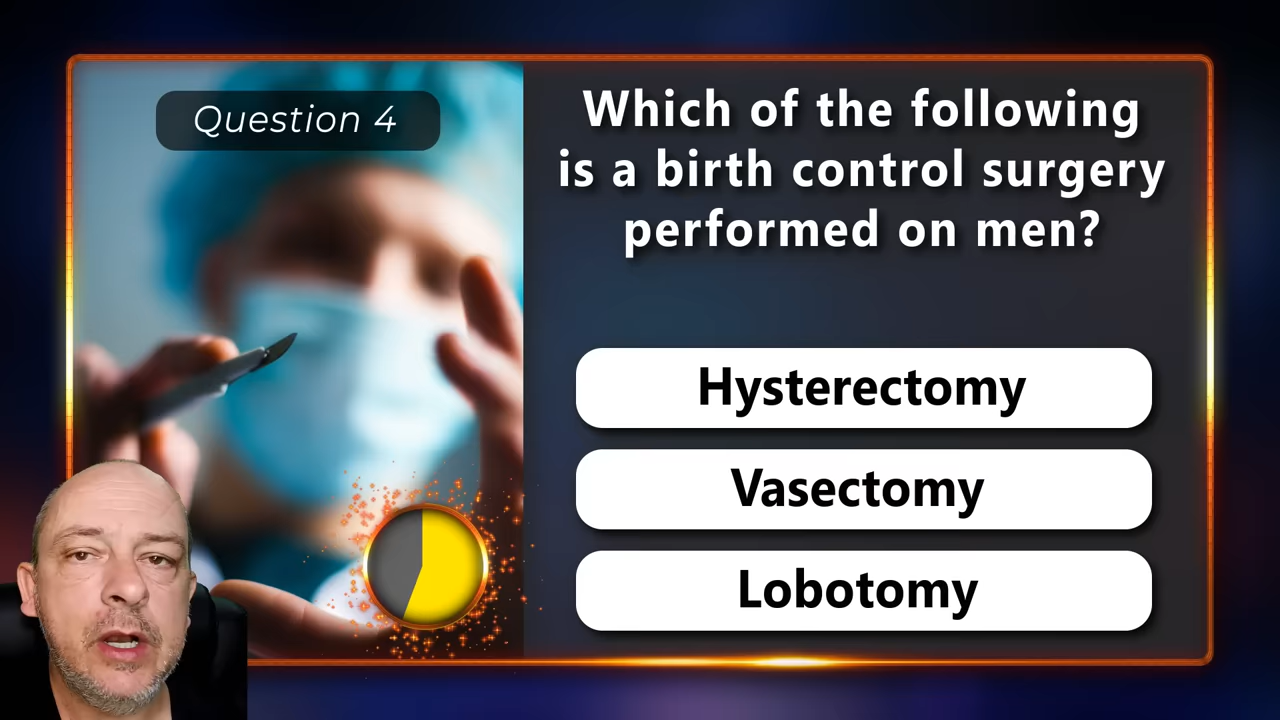 Question 4
Which of the following
is a birth control surgery
performed on men?
Hysterectomy
Vasectomy
Lobotomy